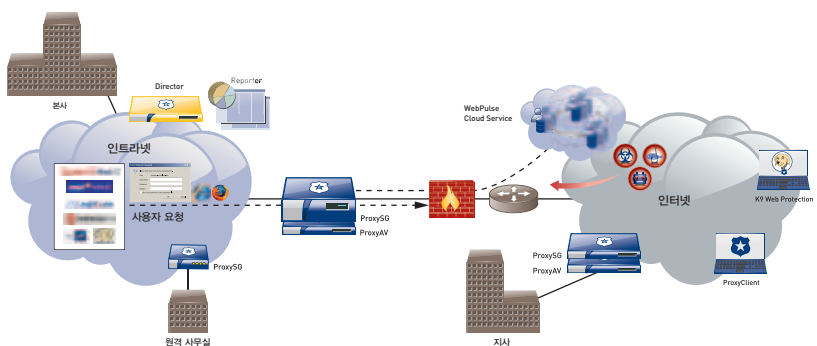 본사
Director
Reporter
인트라넷
사용자 요청
ProxySG
원격 사무실
ProxySG
ProxyAV
WebPulse
Cloud Service
인터넷
K9 Web Protection
ProxySG
ProxyAV
ProxyClient
지사